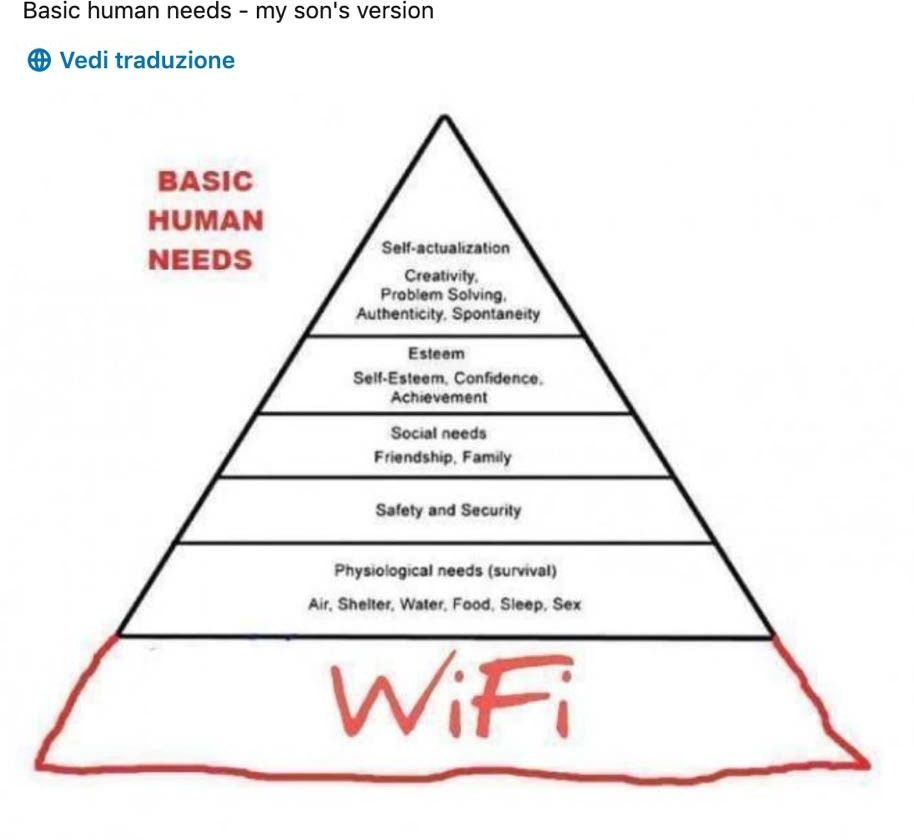 Basic human needs - my son's version
Vedi traduzione
BASIC
HUMAN
NEEDS
Self-actualization
Creativity,
Problem Solving,
Authenticity, Spontaneity
Esteem
Self-Esteem, Confidence,
Achievement
Social needs
Friendship, Family
Safety and Security
Physiological needs (survival)
Air, Shelter, Water, Food, Sleep, Sex
WiFi